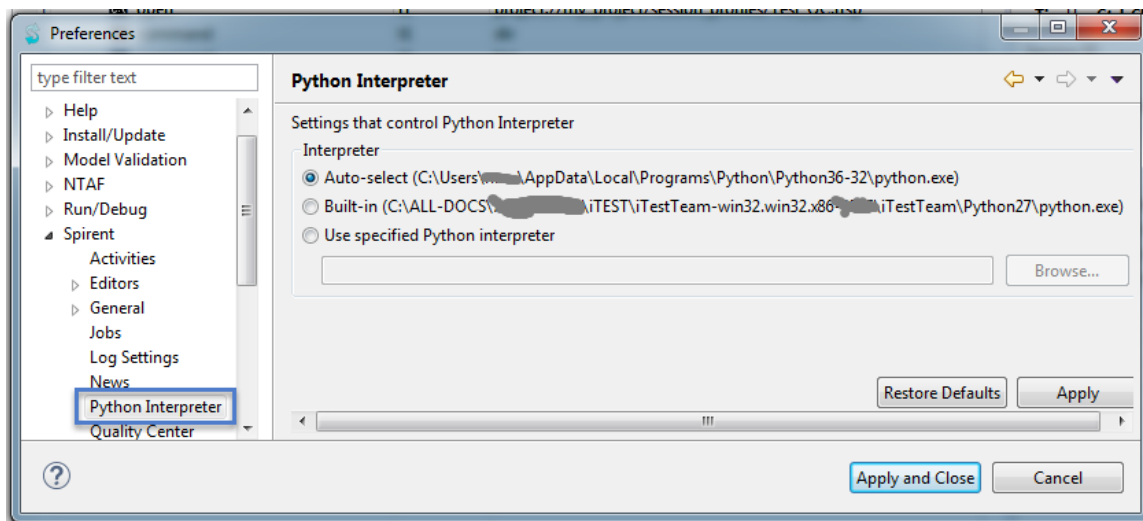 Preferences
type filter text
Help
Install/Update
Model Validation
NTAF
Run/Debug
Spirent
Activities
Editors
General
Jobs
Log Settings
News
Python Interpreter
Quality Center
Python Interpreter
Settings that control Python Interpreter
Interpreter
Auto-select (C:\Users\ \AppData\Local\Programs\Python\Python36-32\python.exe)
Built-in (C:\ALL-DOCS\ \iTEST\iTestTeam-win32.win32.x86- \iTestTeam\Python27\python.exe)
Use specified Python interpreter
Browse...
Restore Defaults Apply
Apply and Close Cancel